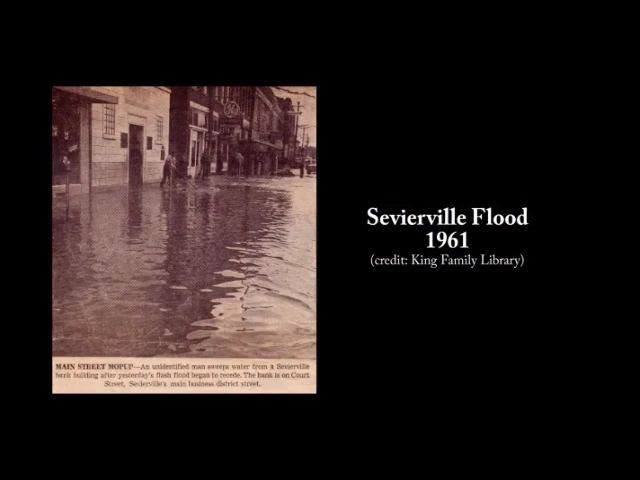 MAIN STREET MOPUP—An unidentified man sweeps water from a Sevierville
bank building after yesterday's flash flood began to recede. The bank is on Court
Street, Sevierville's main business district street.
Sevierville Flood
1961
(credit: King Family Library)